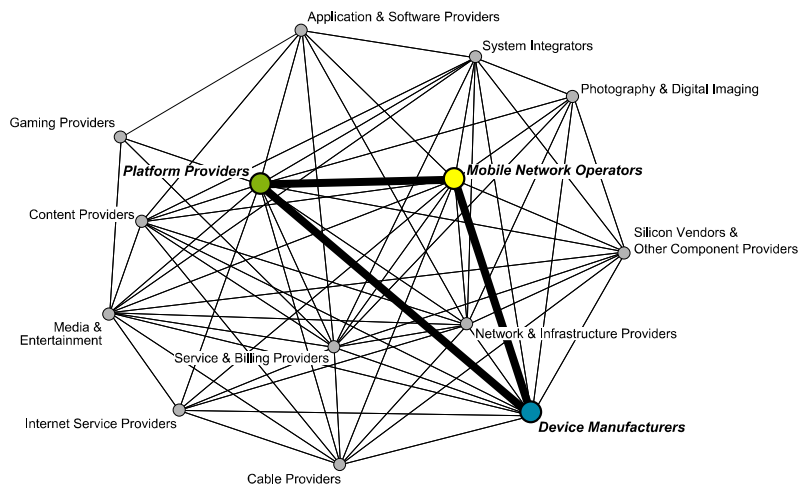 Application & Software Providers
System Integrators
Photography & Digital Imaging
Gaming Providers
Platform Providers
Mobile Network Operators
Content Providers
Silicon Vendors &
Other Component Providers
Media &
Entertainment
Network & Infrastructure Providers
Service & Billing Providers
Internet Service Providers
Device Manufacturers
Cable Providers